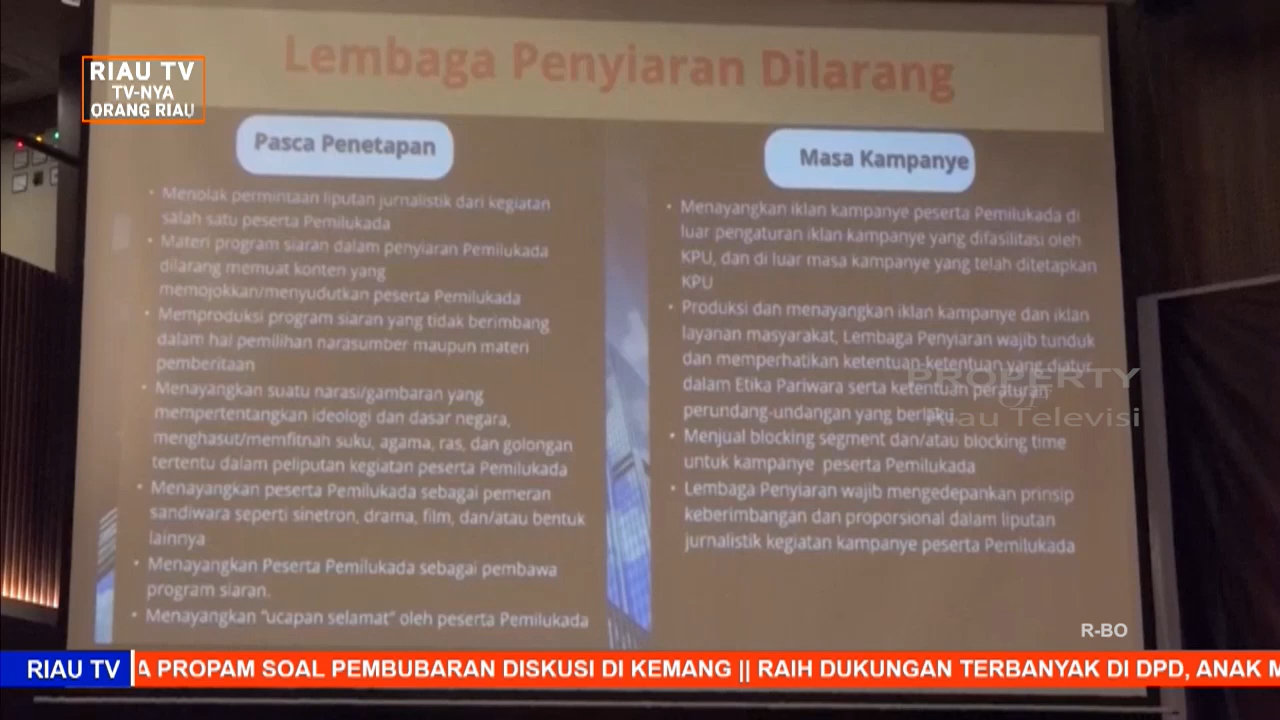 Lembaga Penyiaran Dilarang
RIAU TV
TV-NYA
ORANG RIAU
Pasca Penetapan
• Menolak permintaan liputan jurnalistik dari kegiatan
salah satu peserta Pemilukada
• Materi program siaran dalam penyiaran Pemilukada
dilarang memuat konten yang
memojokkan/menyudutkan peserta Pemilukada
• Memproduksi program siaran yang tidak berimbang
dalam hal pemilihan narasumber maupun materi
pemberitaan
• Menayangkan suatu narasi/gambaran yang
mempertentangkan ideologi dan dasar negara,
menghasut/memfitnah suku, agama, ras, dan golongan
tertentu dalam peliputan kegiatan peserta Pemilukada
• Menayangkan peserta Pemilukada sebagai pemeran
sandiwara seperti sinetron, drama, film, dan/atau bentuk
lainnya
• Menayangkan Peserta Pemilukada sebagai pembawa
program siaran.
• Menayangkan "ucapan selamat" oleh peserta Pemilukada
Masa Kampanye
• Menayangkan iklan kampanye peserta Pemilukada di
luar pengaturan iklan kampanye yang difasilitasi oleh
KPU, dan di luar masa kampanye yang telah ditetapkan
KPU
• Produksi dan menayangkan iklan kampanye dan iklan
layanan masyarakat, Lembaga Penyiaran wajib tunduk
dan memperhatikan ketentuan-ketentuan yang diatur
dalam Etika Pariwara serta ketentuan peraturan
perundang-undangan yang berlaku
• Menjual blocking segment dan/atau blocking time
untuk kampanye peserta Pemilukada
• Lembaga Penyiaran wajib mengedepankan prinsip
keberimbangan dan proporsional dalam liputan
jurnalistik kegiatan kampanye peserta Pemilukada
PROPERTY
Of
Riau Televisi
R-BO
RIAU TV
A PROPAM SOAL PEMBUBARAN DISKUSI DI KEMANG || RAIH DUKUNGAN TERBANYAK DI DPD, ANAK M